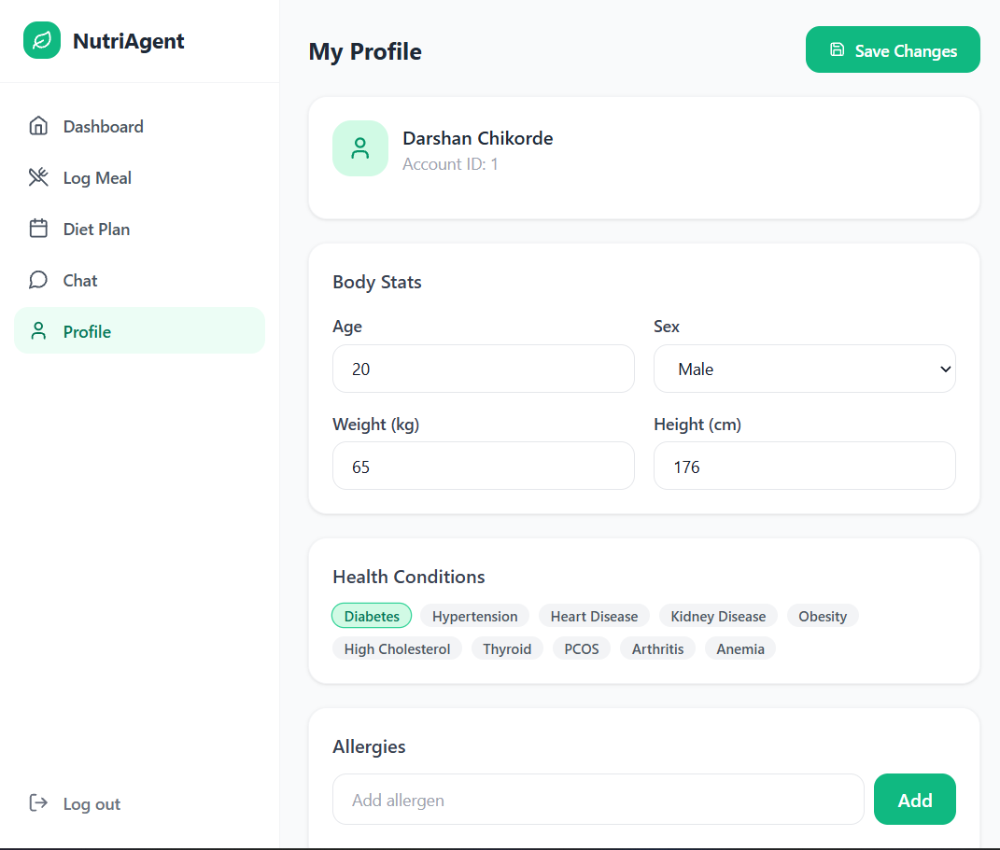 NutriAgent
Dashboard
Log Meal
Diet Plan
Chat
Profile
Log out
My Profile
Save Changes
Darshan Chikorde
Account ID: 1
Body Stats
Age Sex
20 Male
Weight (kg) Height (cm)
65 176
Health Conditions
Diabetes Hypertension Heart Disease Kidney Disease Obesity
High Cholesterol Thyroid PCOS Arthritis Anemia
Allergies
Add allergen Add